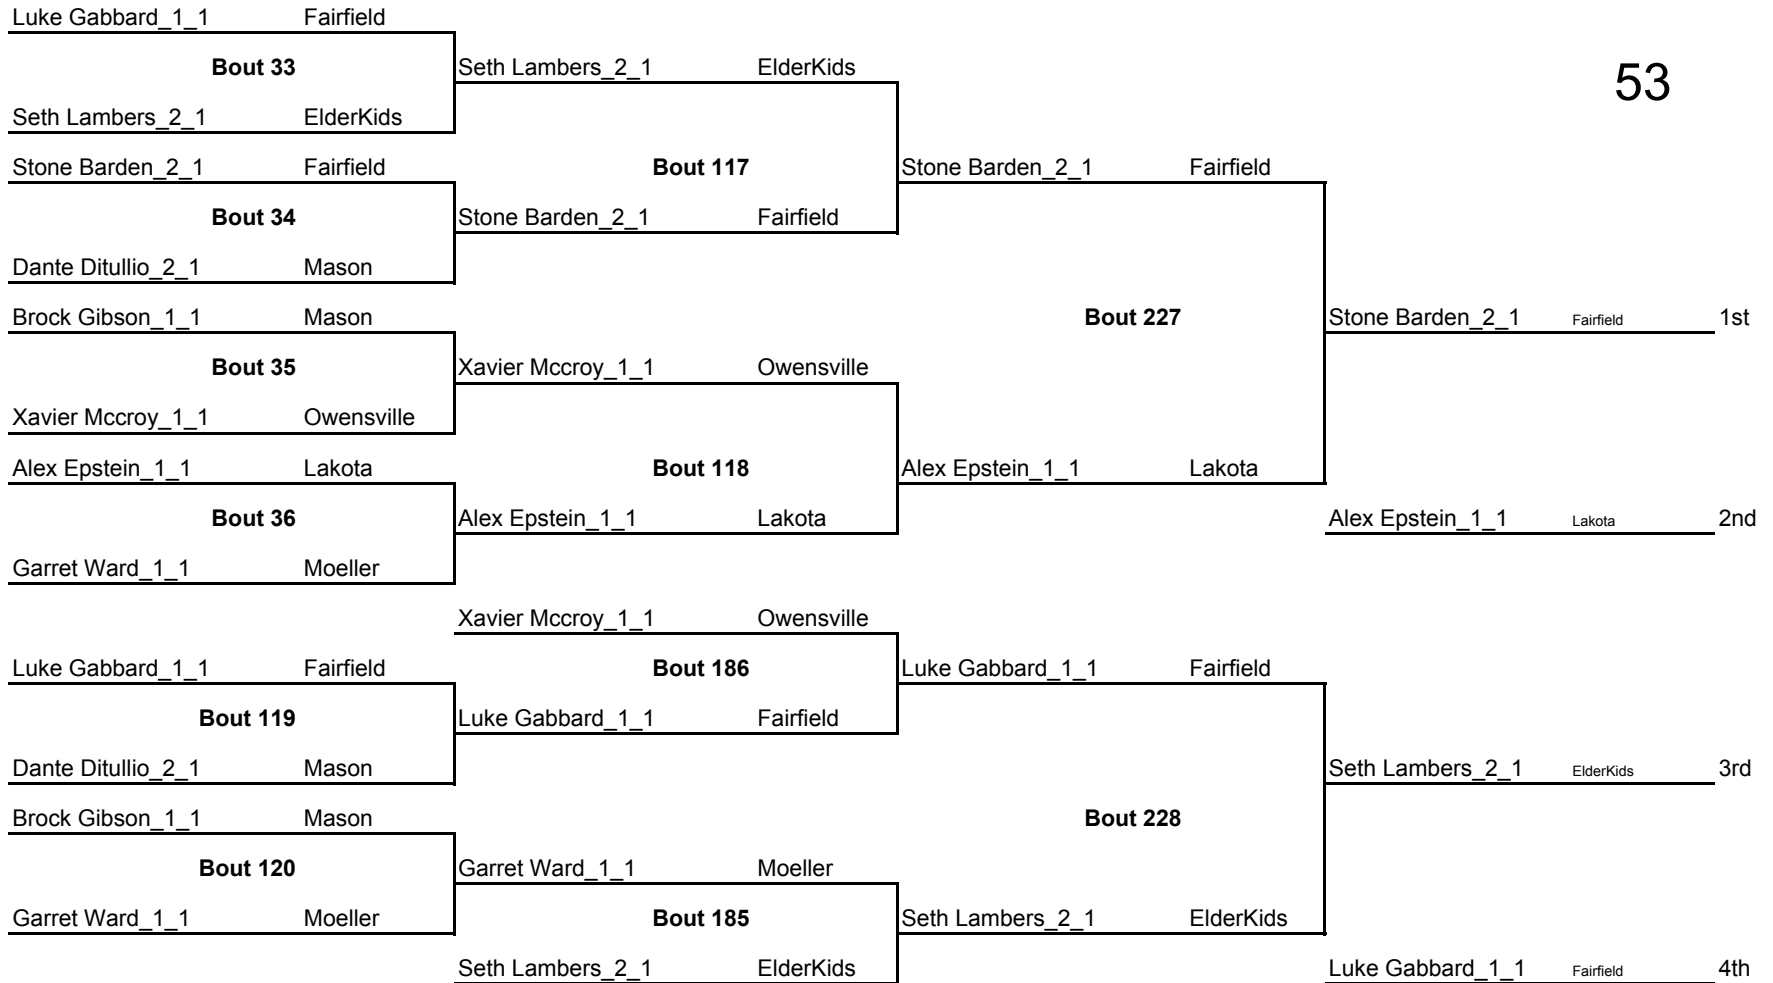 Luke Gabbard_1_1 Fairfield
Bout 33 Seth Lambers_2_1 ElderKids 53
Seth Lambers_2_1 ElderKids
Stone Barden_2_1 Fairfield Bout 117 Stone Barden_2_1 Fairfield
Bout 34 Stone Barden_2_1 Fairfield
Dante Ditullio_2_1 Mason
Brock Gibson_1_1 Mason Bout 227 Stone Barden_2_1 Fairfield 1st
Bout 35 Xavier Mccroy_1_1 Owensville
Xavier Mccroy_1_1 Owensville
Alex Epstein_1_1 Lakota Bout 118 Alex Epstein_1_1 Lakota
Bout 36 Alex Epstein_1_1 Lakota Alex Epstein_1_1 Lakota 2nd
Garret Ward_1_1 Moeller
Xavier Mccroy_1_1 Owensville
Luke Gabbard_1_1 Fairfield Bout 186 Luke Gabbard_1_1 Fairfield
Bout 119 Luke Gabbard_1_1 Fairfield
Dante Ditullio_2_1 Mason Seth Lambers_2_1 ElderKids 3rd
Brock Gibson_1_1 Mason Bout 228
Bout 120 Garret Ward_1_1 Moeller
Garret Ward_1_1 Moeller Bout 185 Seth Lambers_2_1 ElderKids
Seth Lambers_2_1 ElderKids Luke Gabbard_1_1 Fairfield 4th